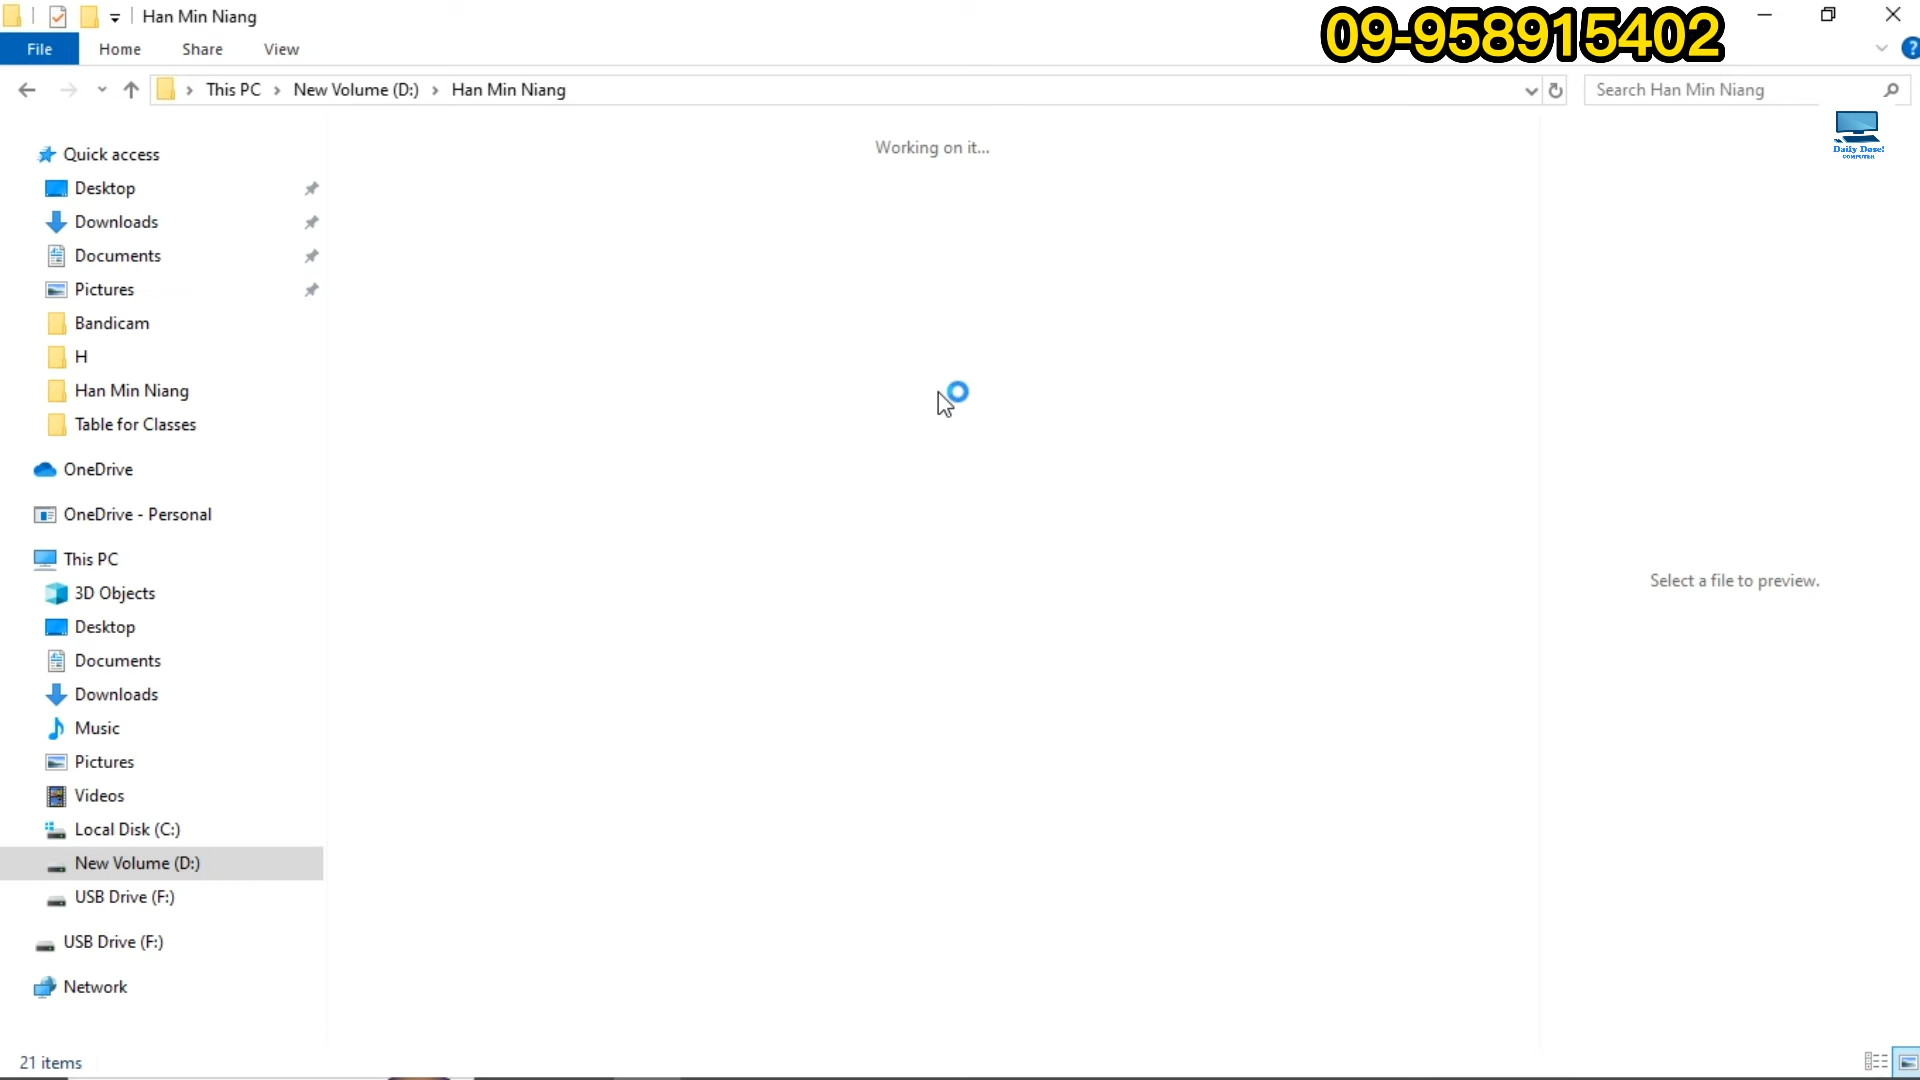 Han Min Niang
09-958915402
File Home Share View
This PC New Volume (D:) Han Min Niang
Search Han Min Niang
Working on it...
Daily Dose!
COMPUTER
Quick access
Desktop
Downloads
Documents
Pictures
Bandicam
H
Han Min Niang
Table for Classes
OneDrive
OneDrive - Personal
This PC
3D Objects
Desktop
Documents
Downloads
Music
Pictures
Videos
Local Disk (C:)
New Volume (D:)
USB Drive (F:)
USB Drive (F:)
Network
Select a file to preview.
21 items